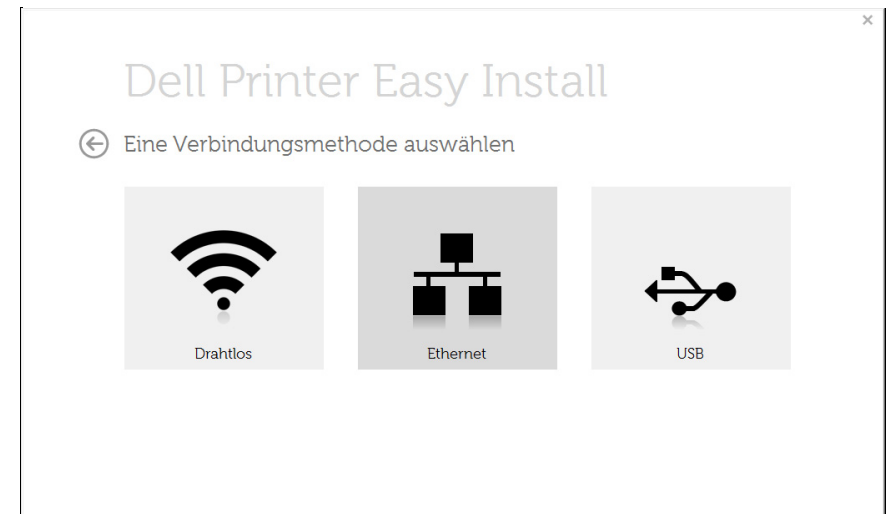 Dell Printer Easy Install
Eine Verbindungsmethode auswählen
Drahtlos
Ethernet
USB